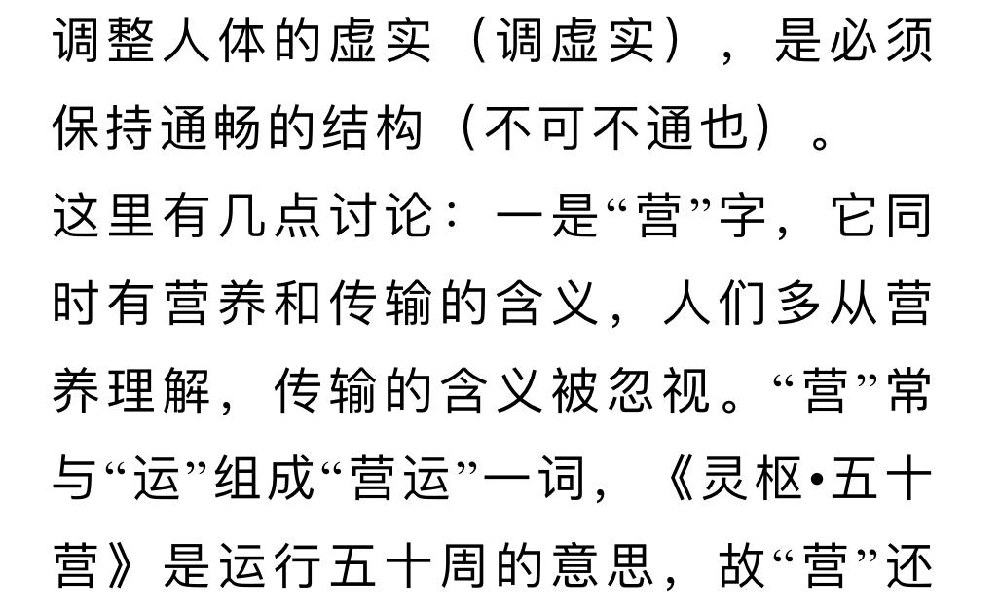 调整人体的虚实（调虚实），是必须
保持通畅的结构（不可不通也）。
这里有几点讨论：一是“营”字，它同
时有营养和传输的含义，人们多从营
养理解，传输的含义被忽视。“营”常
与“运”组成“营运”一词，《灵枢•五十
营》是运行五十周的意思，故“营”还